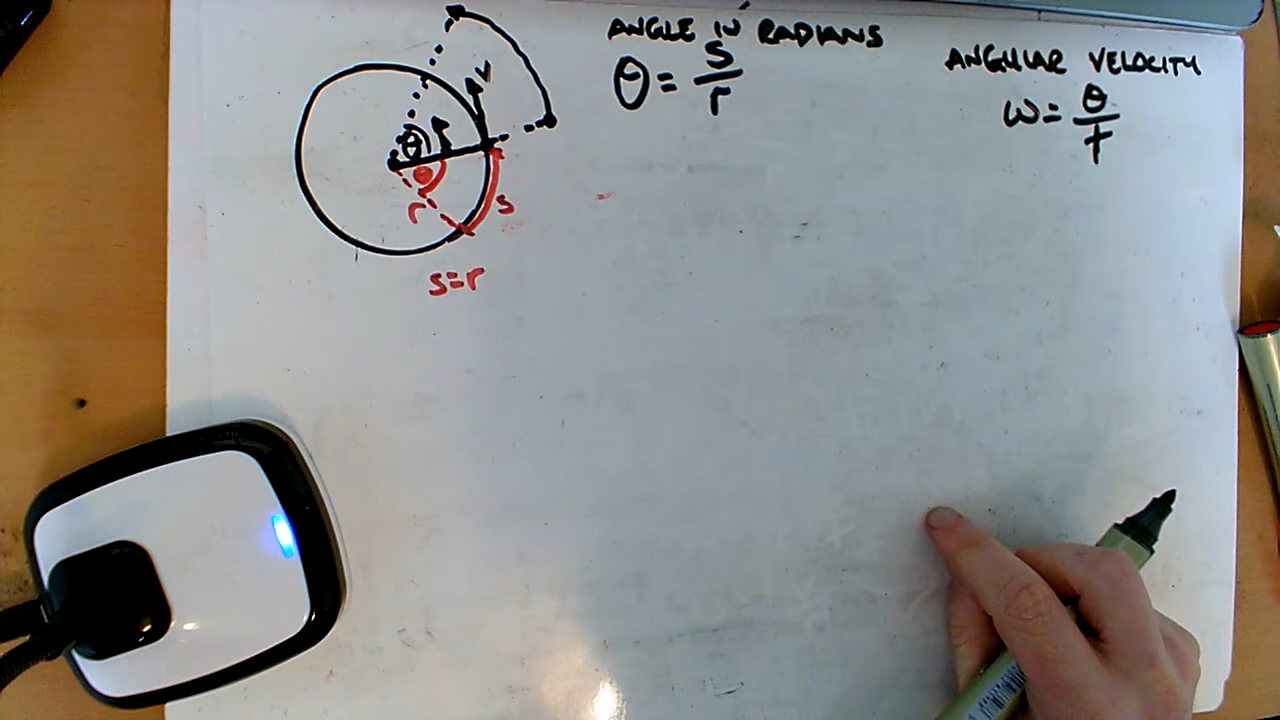 ANGLE IN RADIANS
θ = s/r
ANGULAR VELOCITY
ω = θ/t
v
θ
r
s
s=r